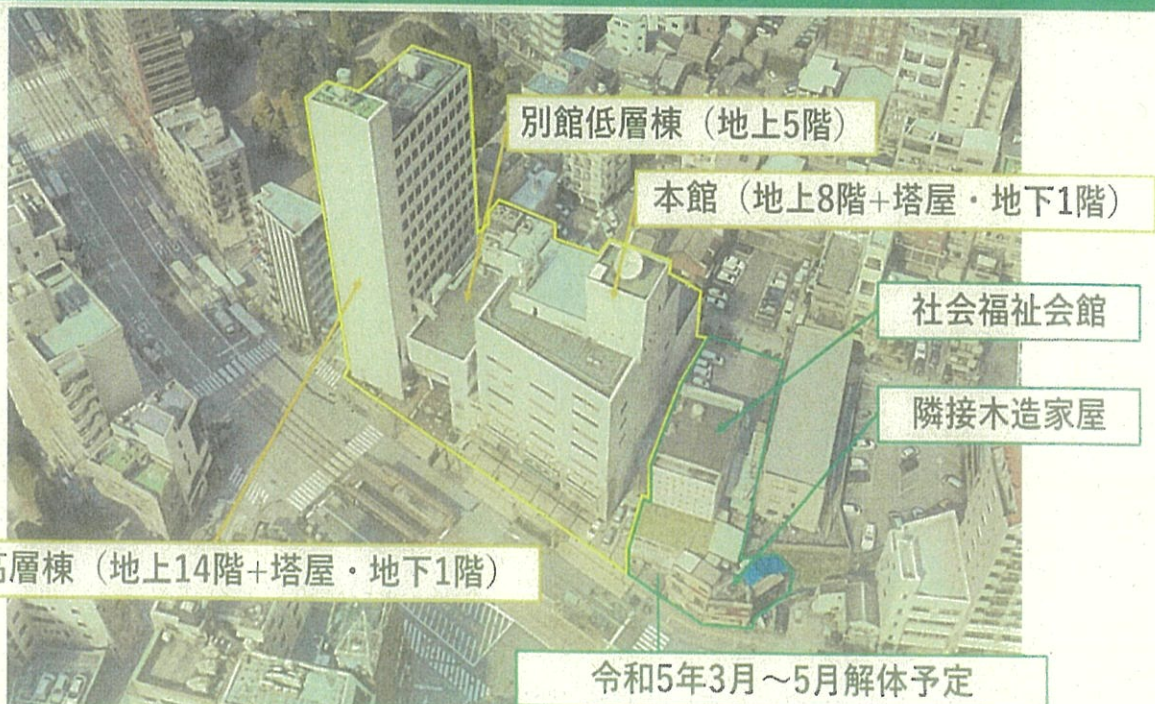 別館低層棟（地上5階）
本館（地上8階+塔屋・地下1階）
社会福祉会館
隣接木造家屋
高層棟（地上14階+塔屋・地下1階）
令和5年3月～5月解体予定